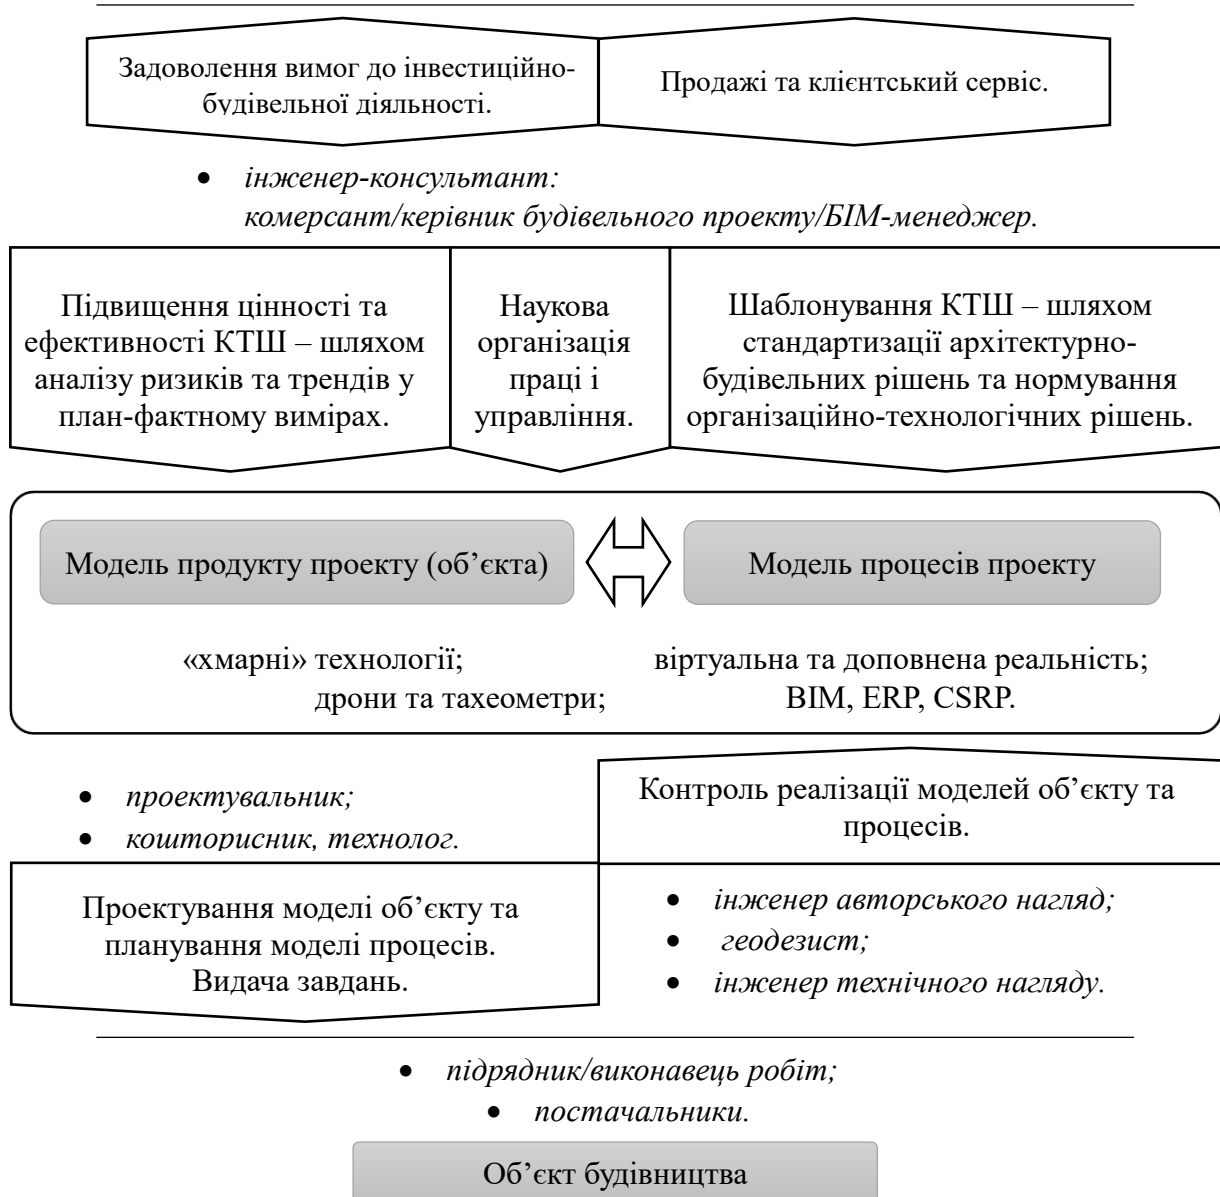 Задоволення вимог до інвестиційно-
будівельної діяльності.
Продажі та клієнтський сервіс.
• інженер-консультант:
комерсант/керівник будівельного проекту/БІМ-менеджер.
Підвищення цінності та
ефективності КТШ – шляхом
аналізу ризиків та трендів у
план-фактному вимірах.
Наукова
організація
праці і
управління.
Шаблонування КТШ – шляхом
стандартизації архітектурно-
будівельних рішень та нормування
організаційно-технологічних рішень.
Модель продукту проекту (об’єкта)
Модель процесів проекту
«хмарні» технології;
віртуальна та доповнена реальність;
дрони та тахеометри;
BIM, ERP, CSRP.
• проектувальник;
• кошторисник, технолог.
Контроль реалізації моделей об’єкту та
процесів.
Проектування моделі об’єкту та
планування моделі процесів.
Видача завдань.
• інженер авторського нагляд;
• геодезист;
• інженер технічного нагляду.
• підрядник/виконавець робіт;
• постачальники.
Об’єкт будівництва